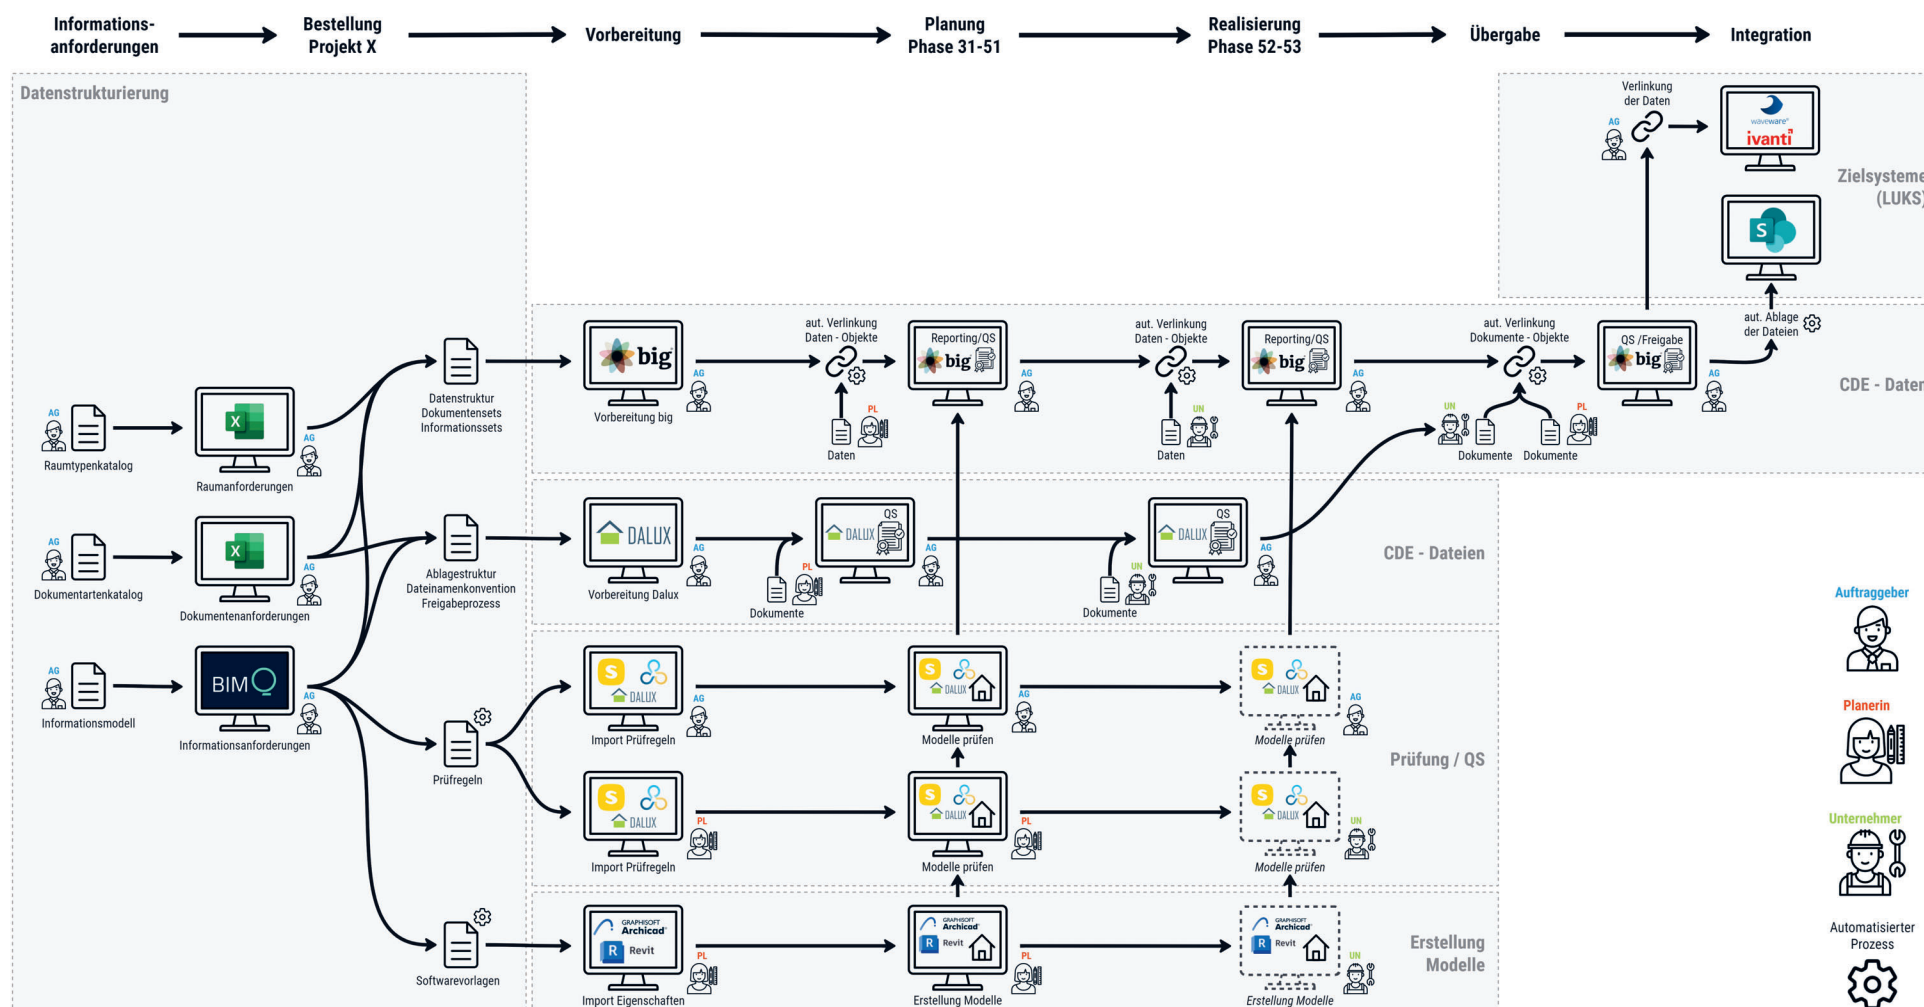 Informations-
anforderungen
Bestellung
Projekt X
Vorbereitung
Planung
Phase 31-51
Realisierung
Phase 52-53
Übergabe
Integration
Datenstrukturierung
Verlinkung
der Daten
AG
waveware®
ivanti
Zielsysteme
(LUKS)
S
aut. Ablage
der Dateien
big
AG
Vorbereitung big
aut. Verlinkung
Daten - Objekte
PL
Daten
Reporting/QS
big
AG
aut. Verlinkung
Daten - Objekte
UN
Daten
Reporting/QS
big
AG
aut. Verlinkung
Dokumente - Objekte
UN
PL
Dokumente
Dokumente
QS /Freigabe
big
AG
CDE - Daten
Datenstruktur
Dokumentensets
Informationssets
AG
Raumtypenkatalog
X
AG
Raumanforderungen
AG
Dokumentartenkatalog
X
AG
Dokumentenanforderungen
Ablagestruktur
Dateinamenkonvention
Freigabeprozess
DALUX
AG
Vorbereitung Dalux
PL
Dokumente
QS
DALUX
AG
UN
Dokumente
QS
DALUX
AG
CDE - Dateien
AG
Informationsmodell
BIMQ
AG
Informationsanforderungen
Prüfregeln
S
DALUX
AG
Import Prüfregeln
S
DALUX
AG
Modelle prüfen
S
DALUX
AG
Modelle prüfen
Prüfung / QS
S
DALUX
PL
Import Prüfregeln
S
DALUX
PL
Modelle prüfen
S
DALUX
UN
Modelle prüfen
Softwarevorlagen
GRAPHISOFT
Archicad®
R Revit
PL
Import Eigenschaften
GRAPHISOFT
Archicad®
R Revit
PL
Erstellung Modelle
GRAPHISOFT
Archicad®
R Revit
UN
Erstellung Modelle
Erstellung
Modelle
Auftraggeber
Planerin
Unternehmer
Automatisierter
Prozess